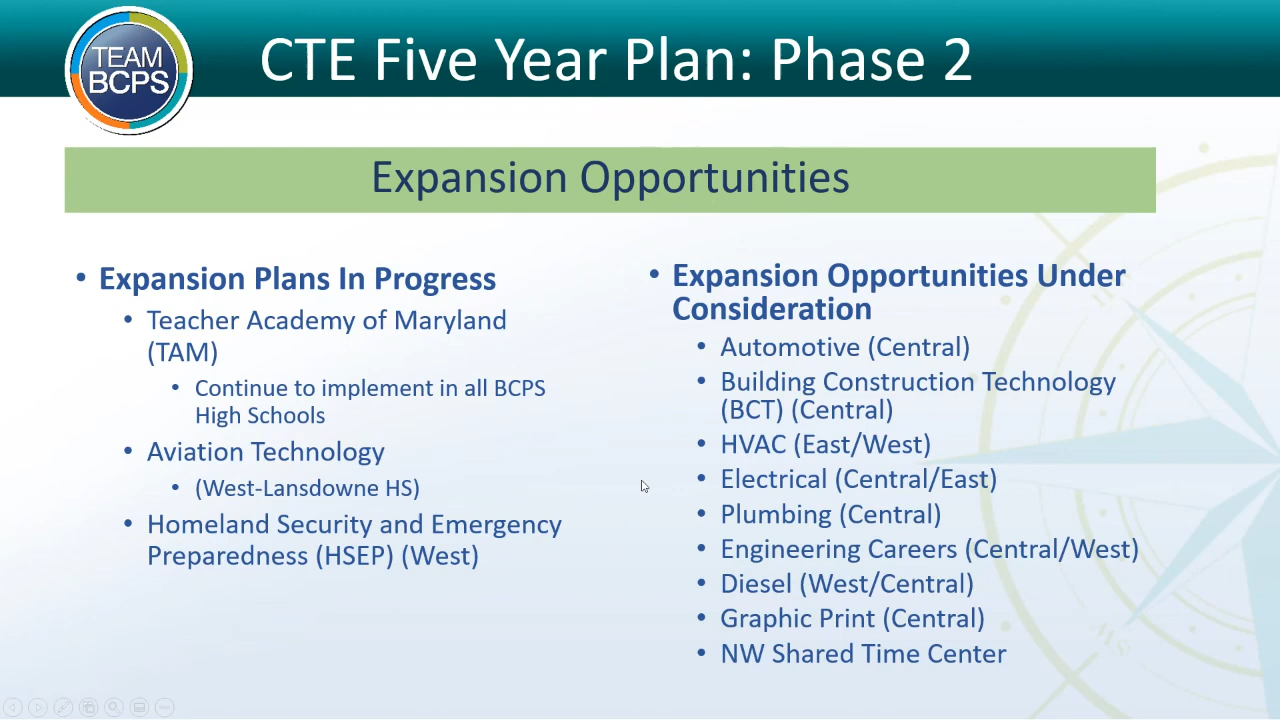 TEAM
BCPS
CTE Five Year Plan: Phase 2
Expansion Opportunities
• Expansion Plans In Progress
• Teacher Academy of Maryland
(TAM)
• Continue to implement in all BCPS
High Schools
• Aviation Technology
• (West-Lansdowne HS)
• Homeland Security and Emergency
Preparedness (HSEP) (West)
• Expansion Opportunities Under
Consideration
• Automotive (Central)
• Building Construction Technology
(BCT) (Central)
• HVAC (East/West)
• Electrical (Central/East)
• Plumbing (Central)
• Engineering Careers (Central/West)
• Diesel (West/Central)
• Graphic Print (Central)
• NW Shared Time Center